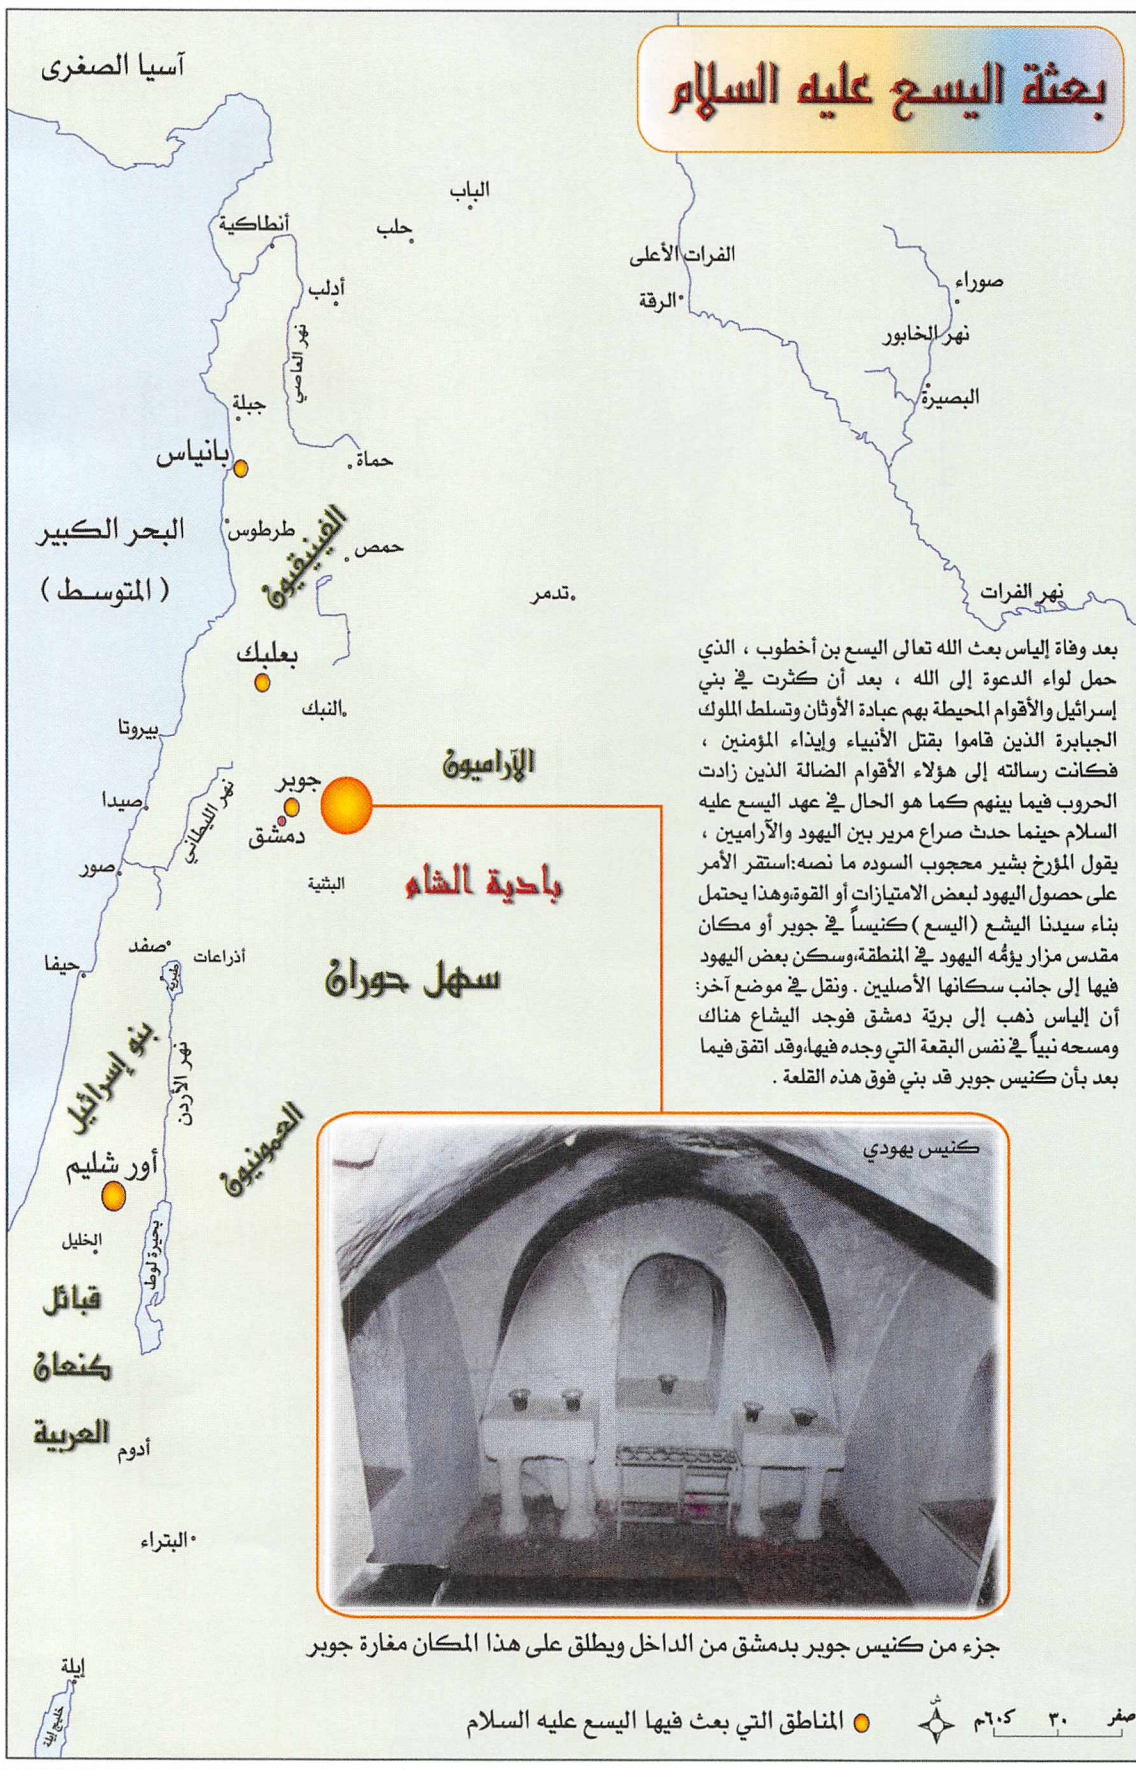 بعثة اليسع عليه السلام
آسيا الصغرى
الباب
حلب
أنطاكية
أدلب
نهر العاصي
الفرات الأعلى
الرقة
صوراء
نهر الخابور
البصيرة
جبلة
بانياس
حماة
البحر الكبير
(المتوسط)
طرطوس
الفينيقيون
حمص
تدمر
نهر الفرات
بعلبك
النبك
بيروتا
الآراميون
جوبر
دمشق
صيدا
نهر الليطاني
صور
البثنية
بادية الشام
صفد
أذراعات
طبرية
حيفا
سهل حوران
بنو إسرائيل
نهر الأردن
العمونيون
أور شليم
الخليل
بحيرة لوط
قبائل
كنعان
العربية
أدوم
البتراء
إيلة
خليج ايلة
بعد وفاة إلياس بعث الله تعالى اليسع بن أخطوب ، الذي
حمل لواء الدعوة إلى الله ، بعد أن كثرت في بني
إسرائيل والأقوام المحيطة بهم عبادة الأوثان وتسلط الملوك
الجبابرة الذين قاموا بقتل الأنبياء وإيذاء المؤمنين ،
فكانت رسالته إلى هؤلاء الأقوام الضالة الذين زادت
الحروب فيما بينهم كما هو الحال في عهد اليسع عليه
السلام حينما حدث صراع مرير بين اليهود والآراميين ،
يقول المؤرخ بشير محجوب السوده ما نصه:استقر الأمر
على حصول اليهود لبعض الامتيازات أو القوة،وهذا يحتمل
بناء سيدنا اليشع (اليسع) كنيساً في جوبر أو مكان
مقدس مزار يؤمُّه اليهود في المنطقة،وسكن بعض اليهود
فيها إلى جانب سكانها الأصليين . ونقل في موضع آخر:
أن إلياس ذهب إلى بريّة دمشق فوجد اليشاع هناك
ومسحه نبياً في نفس البقعة التي وجده فيها،وقد اتفق فيما
بعد بأن كنيس جوبر قد بني فوق هذه القلعة .
كنيس يهودي
جزء من كنيس جوبر بدمشق من الداخل ويطلق على هذا المكان مغارة جوبر
المناطق التي بعث فيها اليسع عليه السلام
ش
صفر ٣٠ ٦٠كم